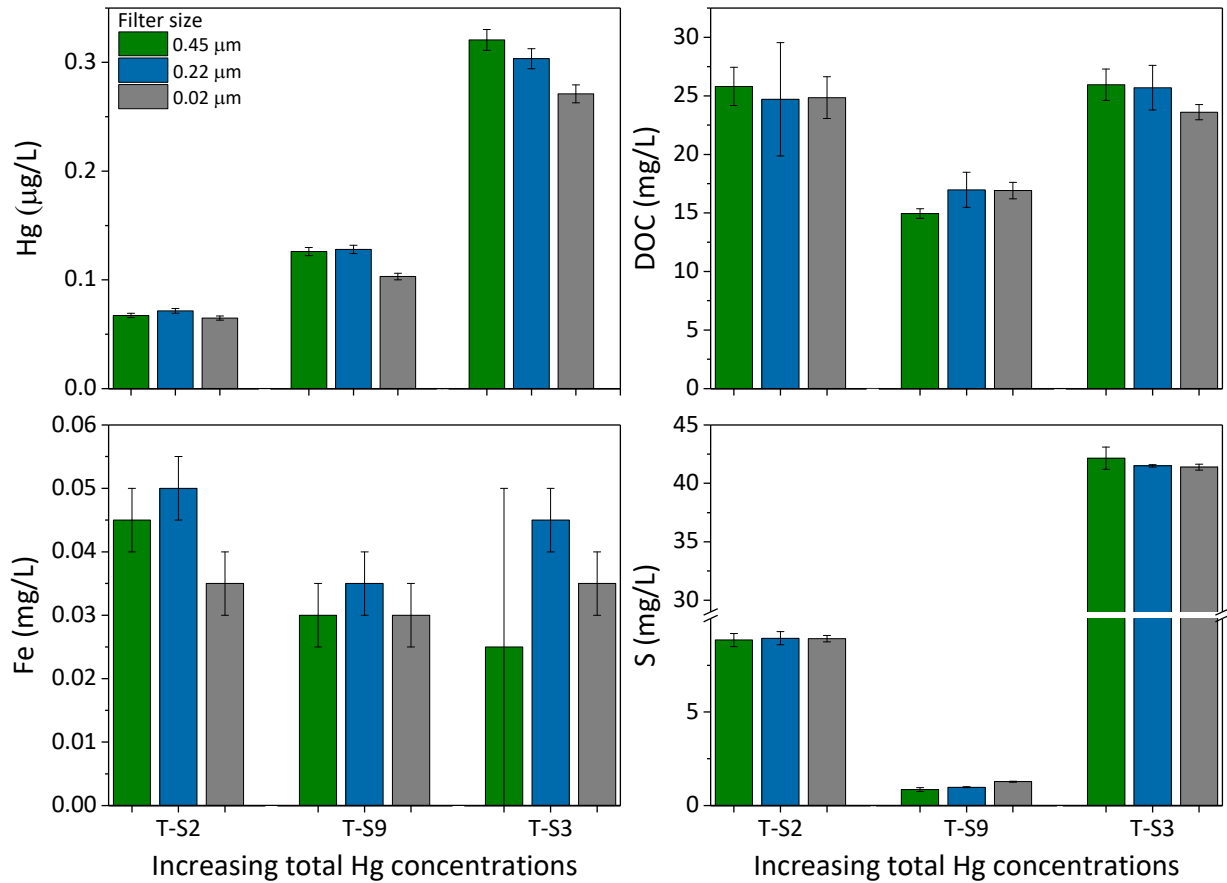 Filter size
0.45 μm
0.22 μm
0.02 μm
Hg (μg/L)
0.3
0.2
0.1
0.0
DOC (mg/L)
30
25
20
15
10
5
0
Fe (mg/L)
0.06
0.05
0.04
0.03
0.02
0.01
0.00
T-S2 T-S9 T-S3
Increasing total Hg concentrations
S (mg/L)
45
40
35
30
5
0
T-S2 T-S9 T-S3
Increasing total Hg concentrations